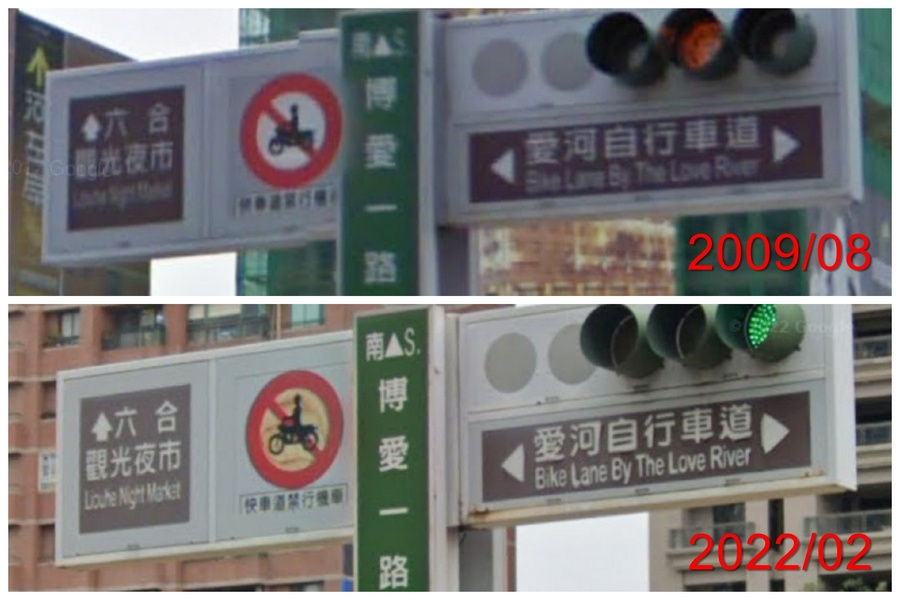 六合
觀光夜市
Liouhe Night Market
快車道禁行機
南 S.
博愛一路
愛河自行車道
Bike Lane By The Love River
2009/08
六合
觀光夜市
Liouhe Night Market
快車道禁行機車
南 S.
博愛一路
© 2022 Google
愛河自行車道
Bike Lane By The Love River
2022/02